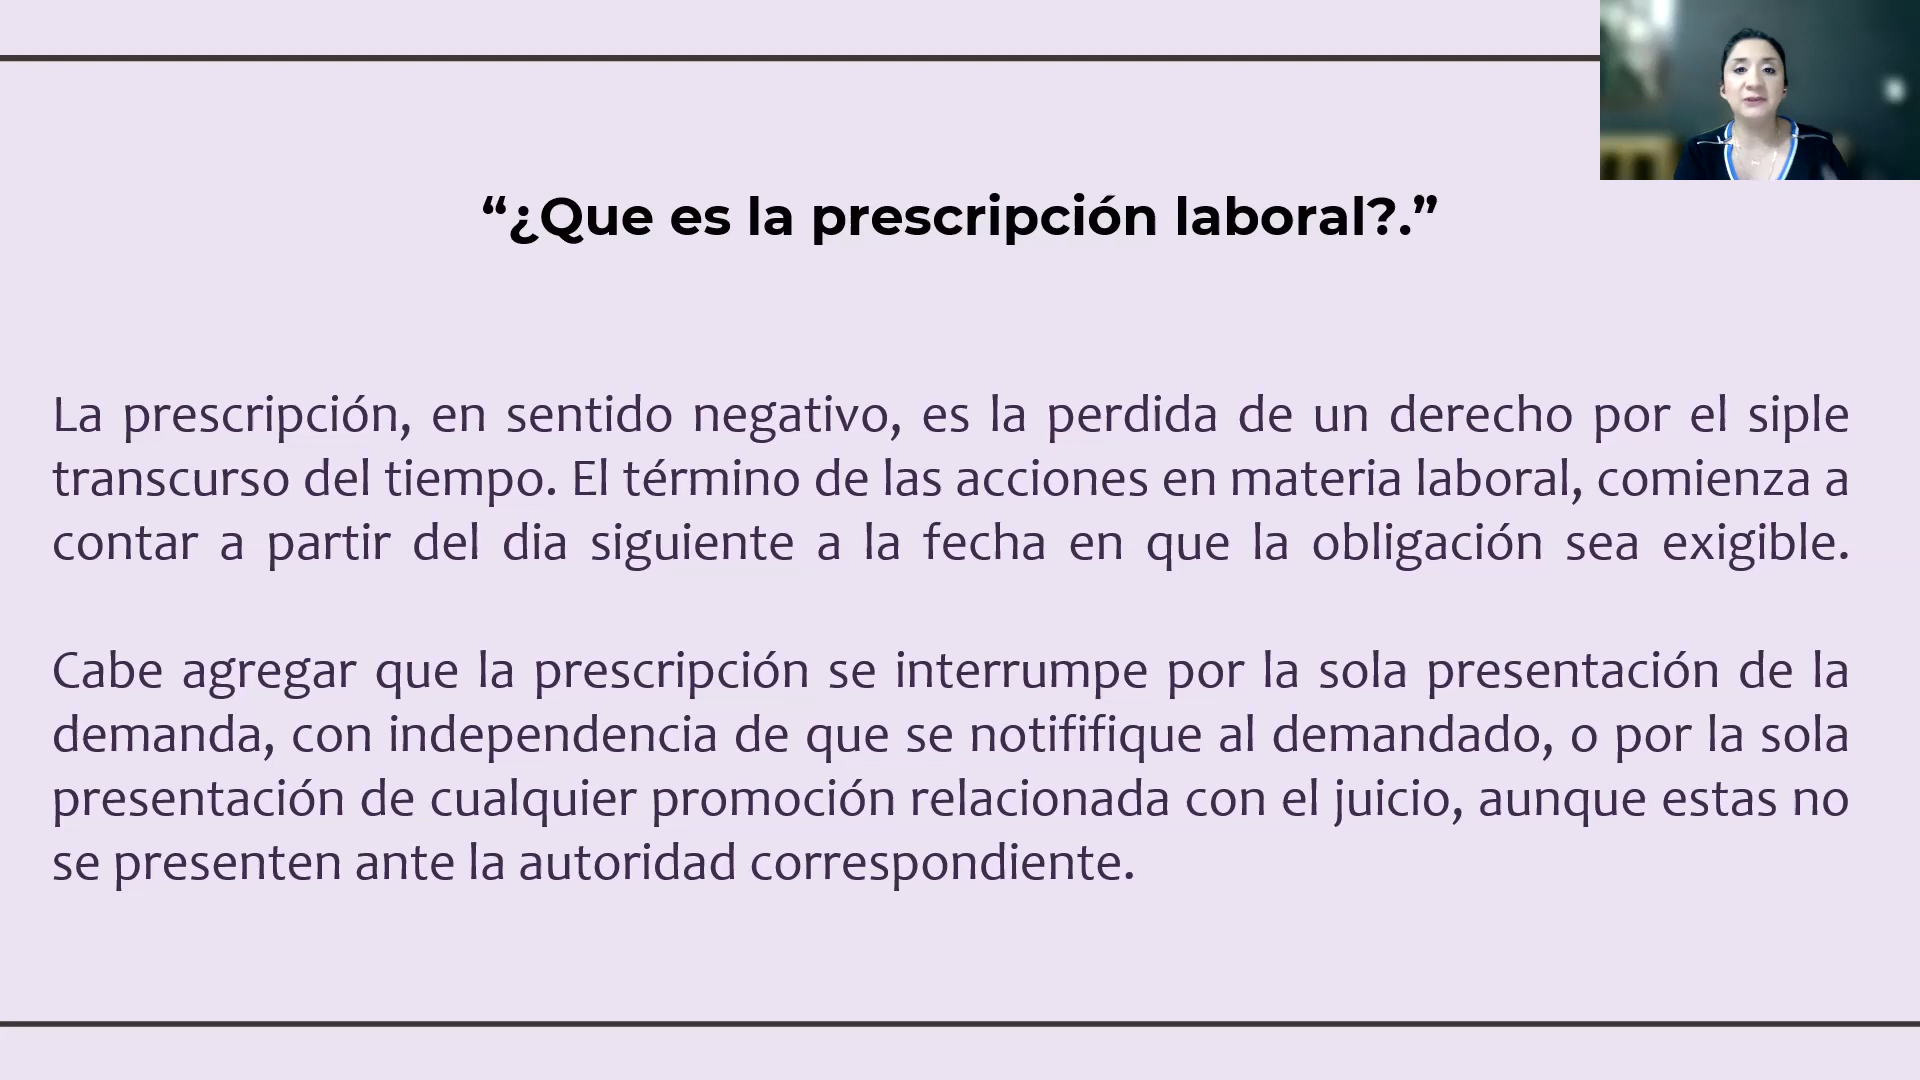 “¿Que es la prescripción laboral?.”
La prescripción, en sentido negativo, es la perdida de un derecho por el siple
transcurso del tiempo. El término de las acciones en materia laboral, comienza a
contar a partir del dia siguiente a la fecha en que la obligación sea exigible.
Cabe agregar que la prescripción se interrumpe por la sola presentación de la
demanda, con independencia de que se notififique al demandado, o por la sola
presentación de cualquier promoción relacionada con el juicio, aunque estas no
se presenten ante la autoridad correspondiente.